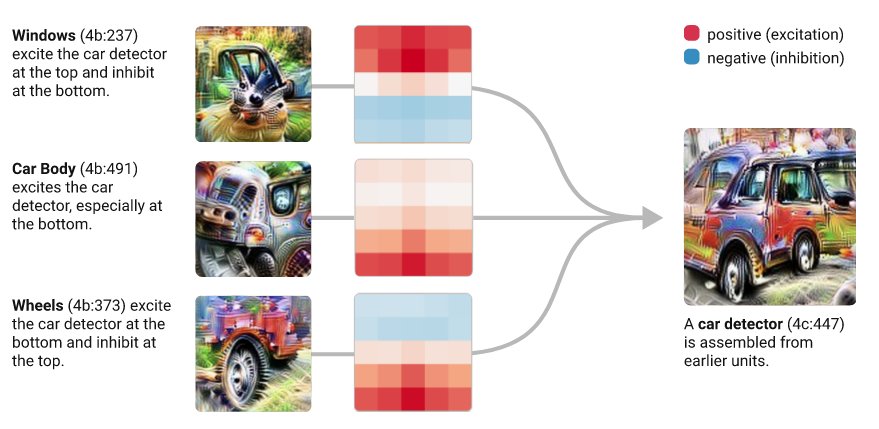 Windows (4b:237)
excite the car detector
at the top and inhibit
at the bottom.
Car Body (4b:491)
excites the car
detector, especially at
the bottom.
Wheels (4b:373) excite
the car detector at the
bottom and inhibit at
the top.
positive (excitation)
negative (inhibition)
A car detector (4c:447)
is assembled from
earlier units.